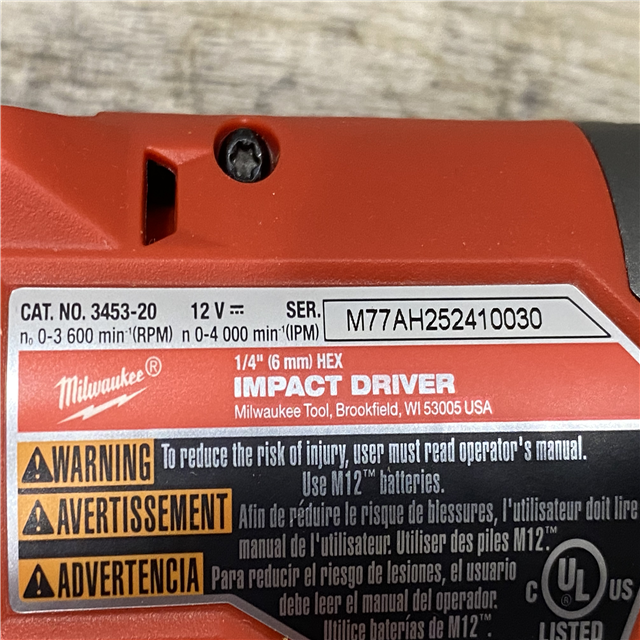 CAT. NO. 3453-20 12 V ⎓ SER. M77AH252410030
n₀ 0-3 600 min⁻¹(RPM) n 0-4 000 min⁻¹(IPM)
1/4" (6 mm) HEX
Milwaukee® IMPACT DRIVER
Milwaukee Tool, Brookfield, WI 53005 USA
WARNING To reduce the risk of injury, user must read operator's manual.
Use M12™ batteries.
AVERTISSEMENT Afin de réduire le risque de blessures, l'utilisateur doit lire
manual de l'utilisateur. Utiliser des piles M12™.
ADVERTENCIA Para reducir el riesgo de lesiones, el usuario
debe leer el manual del operador.
Utilice baterías de M12™
C UL US
LISTED